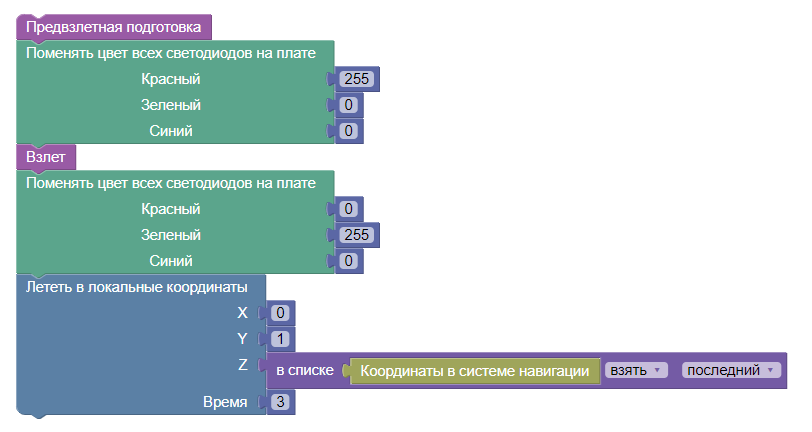 Предвзлетная подготовка
Поменять цвет всех светодиодов на плате
Красный 255
Зеленый 0
Синий 0
Взлет
Поменять цвет всех светодиодов на плате
Красный 0
Зеленый 255
Синий 0
Лететь в локальные координаты
X 0
Y 1
Z в списке Координаты в системе навигации взять последний
Время 3